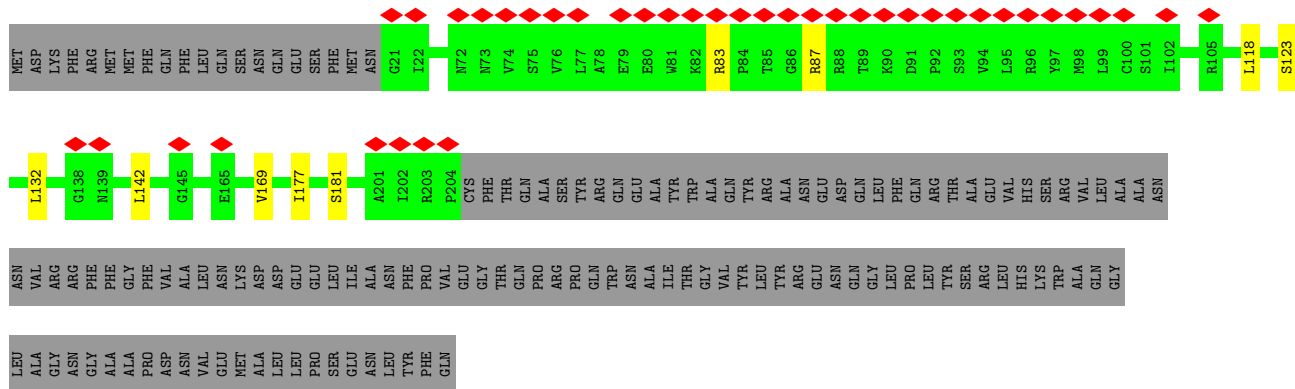 MET ASP LYS PHE ARG MET MET PHE GLN PHE LEU GLN SER ASN GLN GLU SER PHE MET ASN G21 I22 N72 N73 V74 S75 V76 L77 A78 E79 E80 W81 K82 R83 P84 T85 G86 R87 R88 T89 K90 D91 P92 S93 V94 L95 R96 Y97 M98 L99 C100 S101 I102 R105 L118 S123
L132 G138 N139 L142 G145 E165 V169 I177 S181 A201 I202 R203 P204 CYS PHE THR GLN ALA SER TYR ARG GLN GLU ALA TYR TRP ALA GLN TYR ARG ALA ASN GLU ASP GLN LEU PHE GLN ARG THR ALA GLU VAL HIS SER ARG VAL LEU ALA ALA ASN
ASN VAL ARG ARG PHE PHE GLY PHE VAL ALA LEU ASN LYS ASP ASP GLU GLU LEU ILE ALA ASN PHE PRO VAL GLU GLY THR GLN PRO ARG PRO GLN TRP ASN ALA ILE THR GLY VAL TYR LEU TYR ARG GLU ASN GLN GLY LEU PRO LEU TYR SER ARG LEU HIS LYS TRP ALA GLN GLY
LEU ALA GLY ASN GLY ALA ALA PRO ASP ASN VAL GLU MET ALA LEU LEU PRO SER GLU ASN LEU TYR PHE GLN